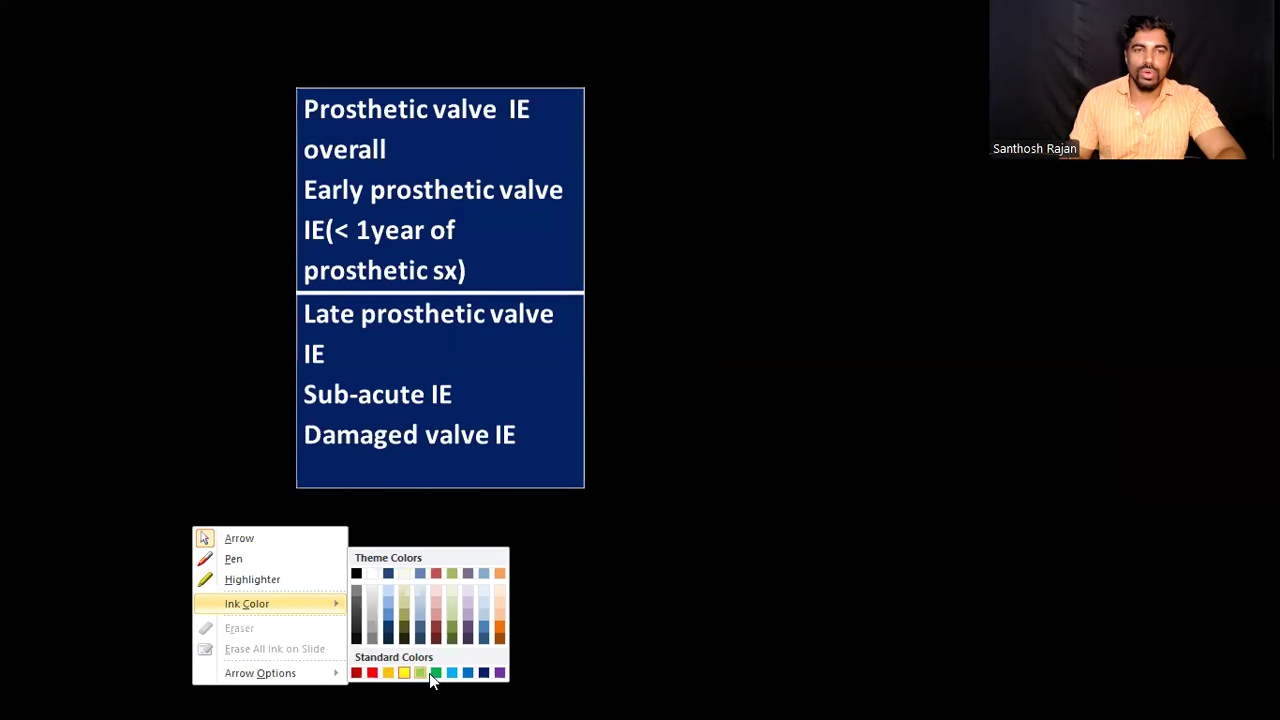 Prosthetic valve IE
overall
Early prosthetic valve
IE(< 1year of
prosthetic sx)
Late prosthetic valve
IE
Sub-acute IE
Damaged valve IE
Santhosh Rajan
Arrow
Pen
Highlighter
Ink Color
Eraser
Erase All Ink on Slide
Arrow Options
Theme Colors
Standard Colors